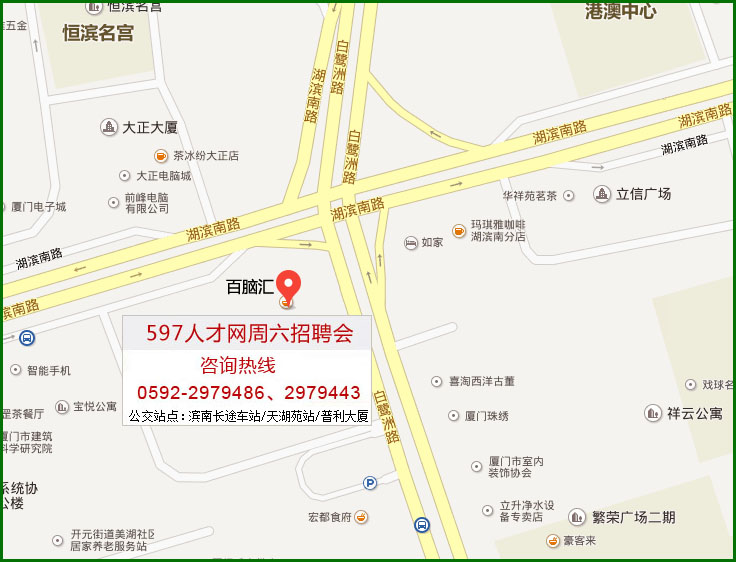 恒滨名宫
恒滨名宫
港澳中心
五金
白鹭洲路
湖滨南路
湖滨南路
湖滨南路
大正大厦
白鹭洲路
湖滨南路
茶冰纷大正店
大正电脑城
前峰电脑
有限公司
厦门电子城
华祥苑茗茶
立信广场
湖滨南路
湖滨南路
玛琪雅咖啡
湖滨南分店
如家
湖滨南路
百脑汇
滨南路
597人才网周六招聘会
咨询热线
0592-2979486、2979443
公交站点:滨南长途车站/天湖苑站/普利大厦
智能手机
喜淘西洋古董
戏球名
白鹭洲路
茶餐厅
宝悦公寓
厦门珠绣
祥云公寓
厦门市建筑
科学研究院
厦门市室内
装饰协会
系统协
公楼
P
立升净水设
备专卖店
宏都食府
繁荣广场二期
开元街道美湖社区
居家养老服务站
豪客来